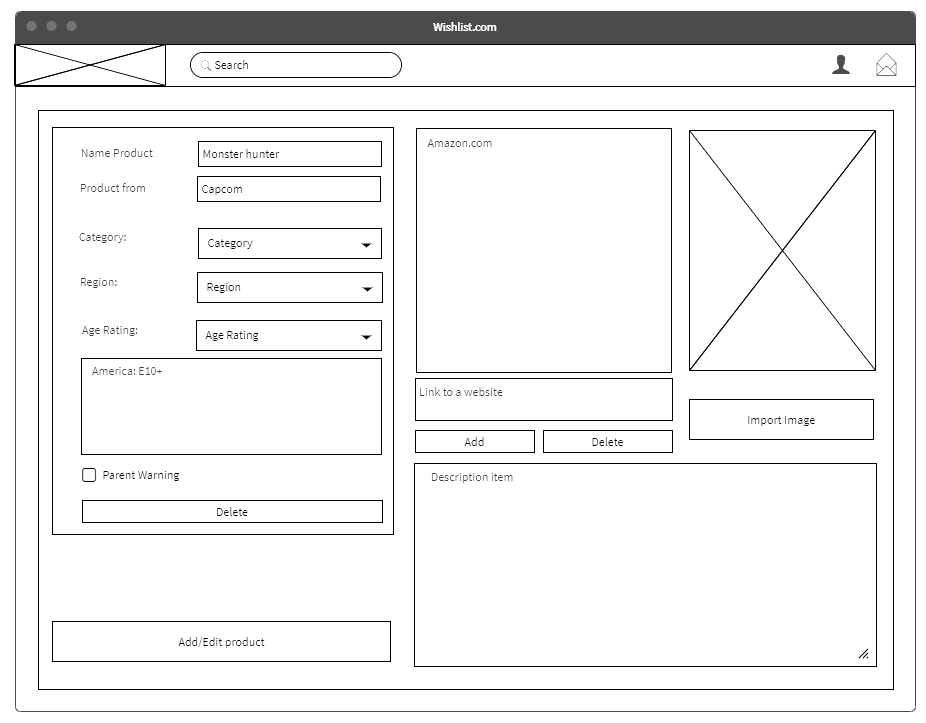 Wishlist.com
Search
Name Product
Monster hunter
Product from
Capcom
Category:
Category
Region:
Region
Age Rating:
Age Rating
America: E10+
Parent Warning
Delete
Add/Edit product
Amazon.com
Link to a website
Add
Delete
Import Image
Description item